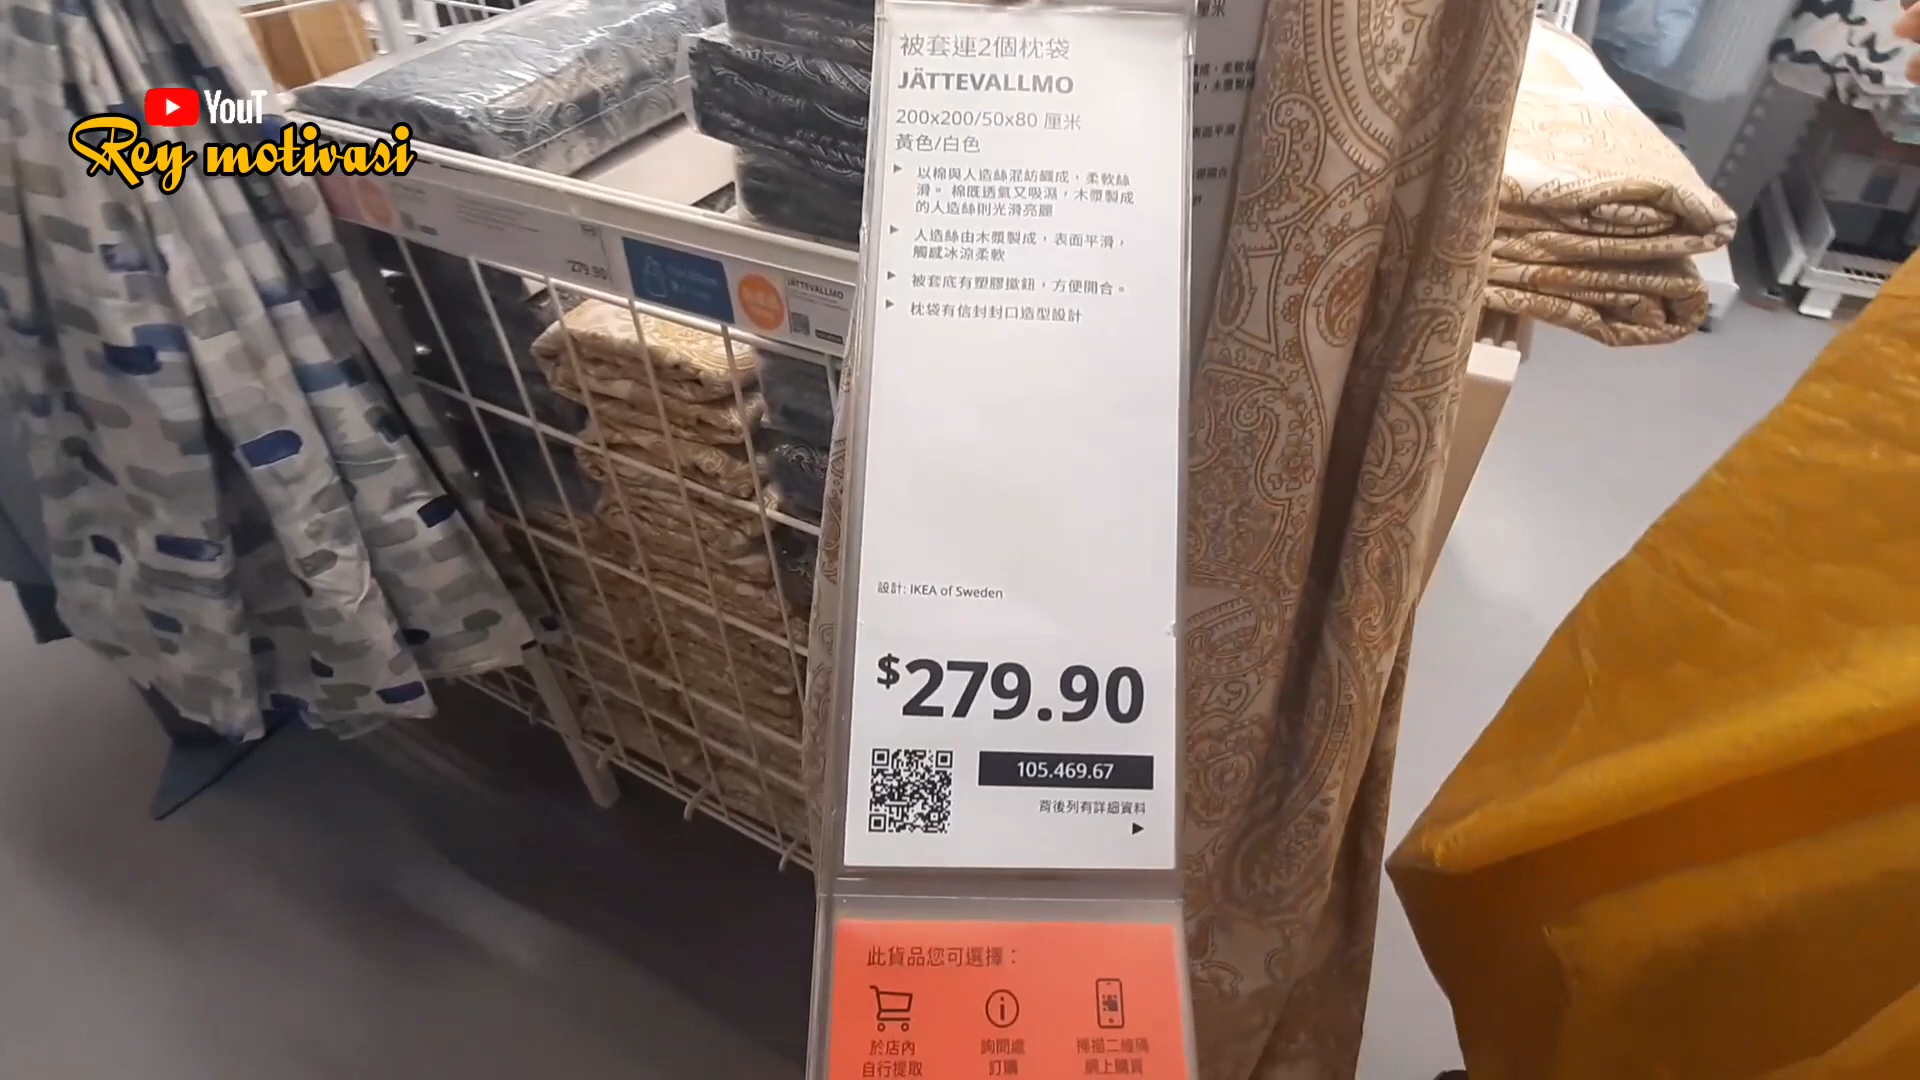 YouT
Rey motivasi
被套連2個枕袋
JÄTTEVALLMO
200x200/50x80 厘米
黃色/白色
以棉與人造絲混紡織成，柔軟絲
滑。 棉既透氣又吸濕，木漿製成
的人造絲則光滑亮麗
人造絲由木漿製成，表面平滑，
觸感冰涼柔軟
被套底有塑膠撳鈕，方便開合。
枕袋有信封封口造型設計
設計: IKEA of Sweden
$279.90
105.469.67
背後列有詳細資料
此貨品您可選擇：
於店內
自行提取
詢問處
訂購
掃描二維碼
網上購買
279.90
JÄTTEVALLMO
厘米